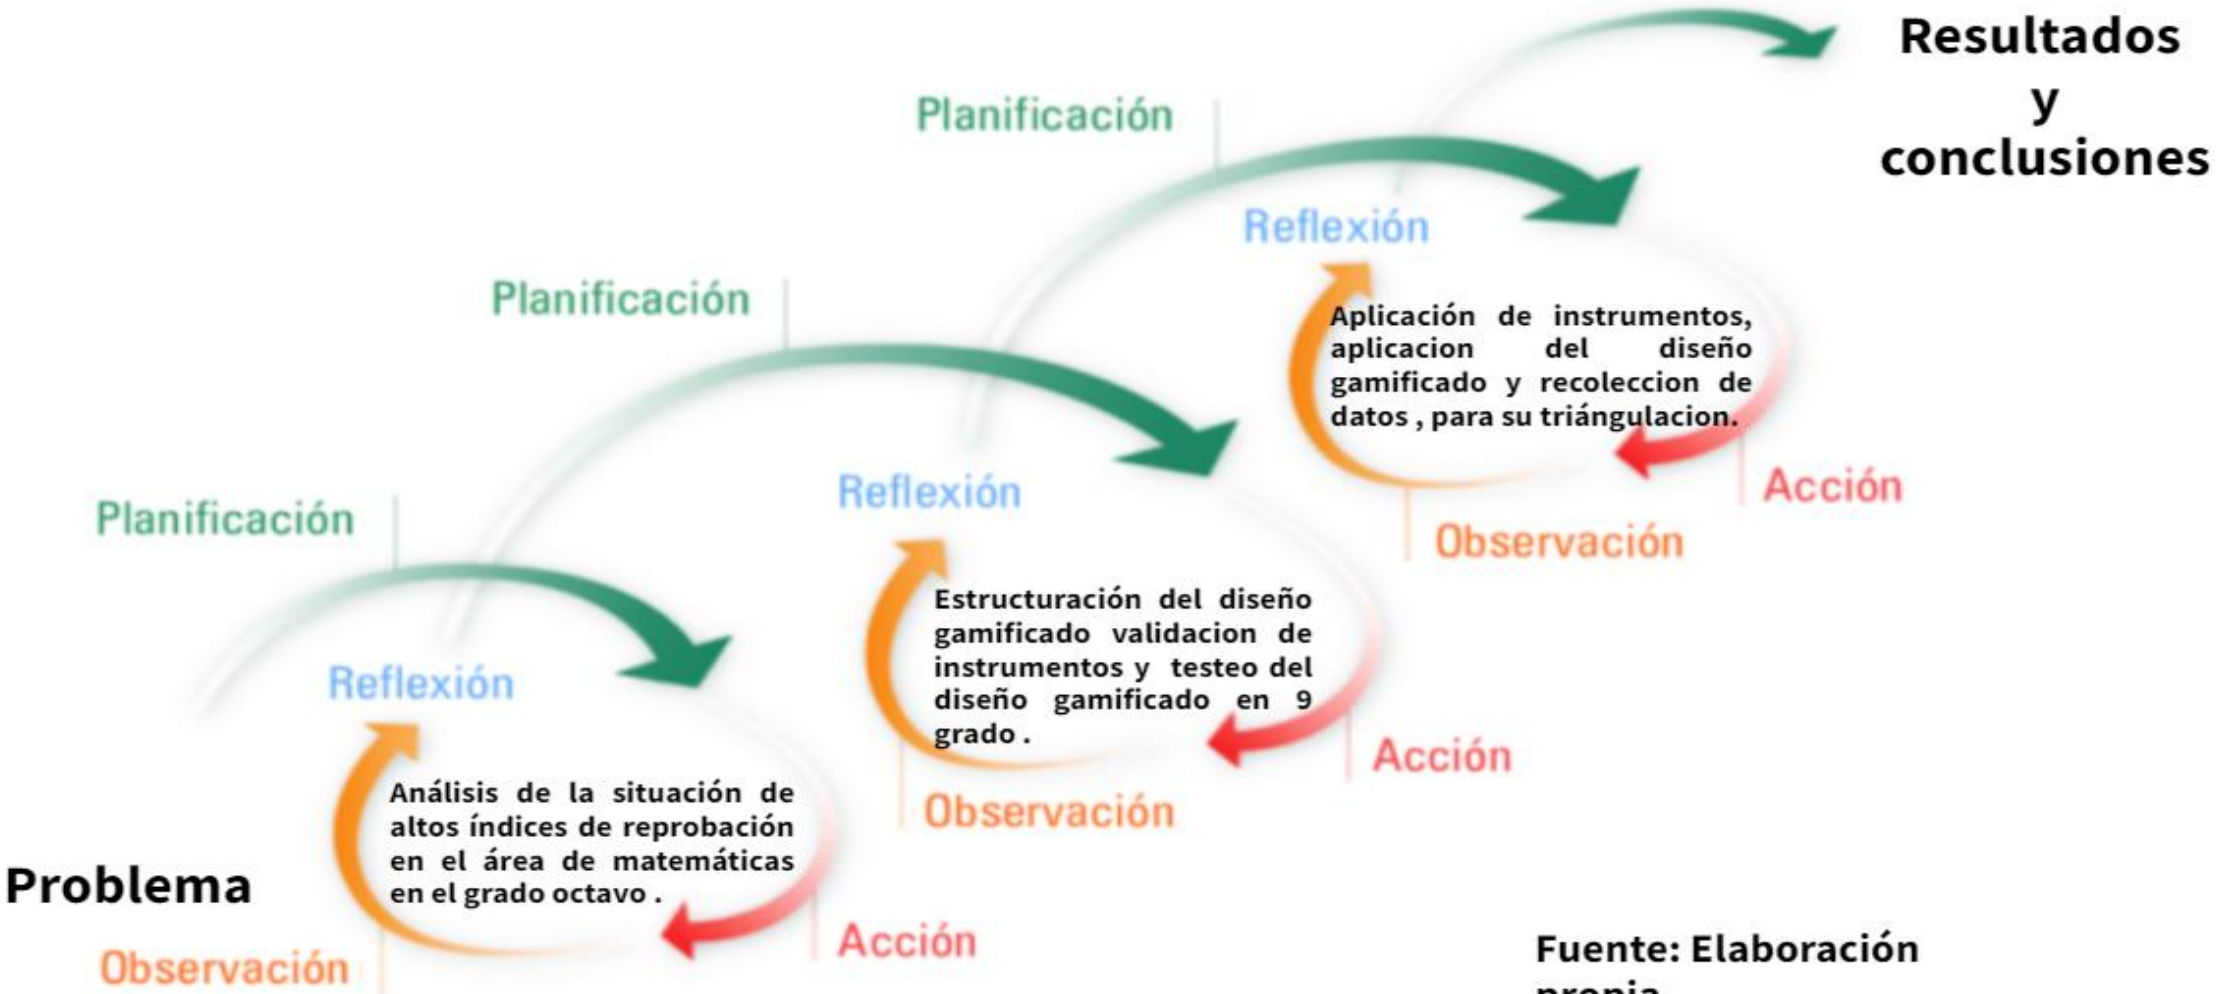 Resultados
y
conclusiones
Planificación
Reflexión
Aplicación de instrumentos,
aplicacion del diseño
gamificado y recoleccion de
datos , para su triángulacion.
Acción
Observación
Planificación
Reflexión
Estructuración del diseño
gamificado validacion de
instrumentos y testeo del
diseño gamificado en 9
grado .
Acción
Observación
Planificación
Reflexión
Análisis de la situación de
altos índices de reprobación
en el área de matemáticas
en el grado octavo .
Acción
Observación
Problema
Fuente: Elaboración
propia